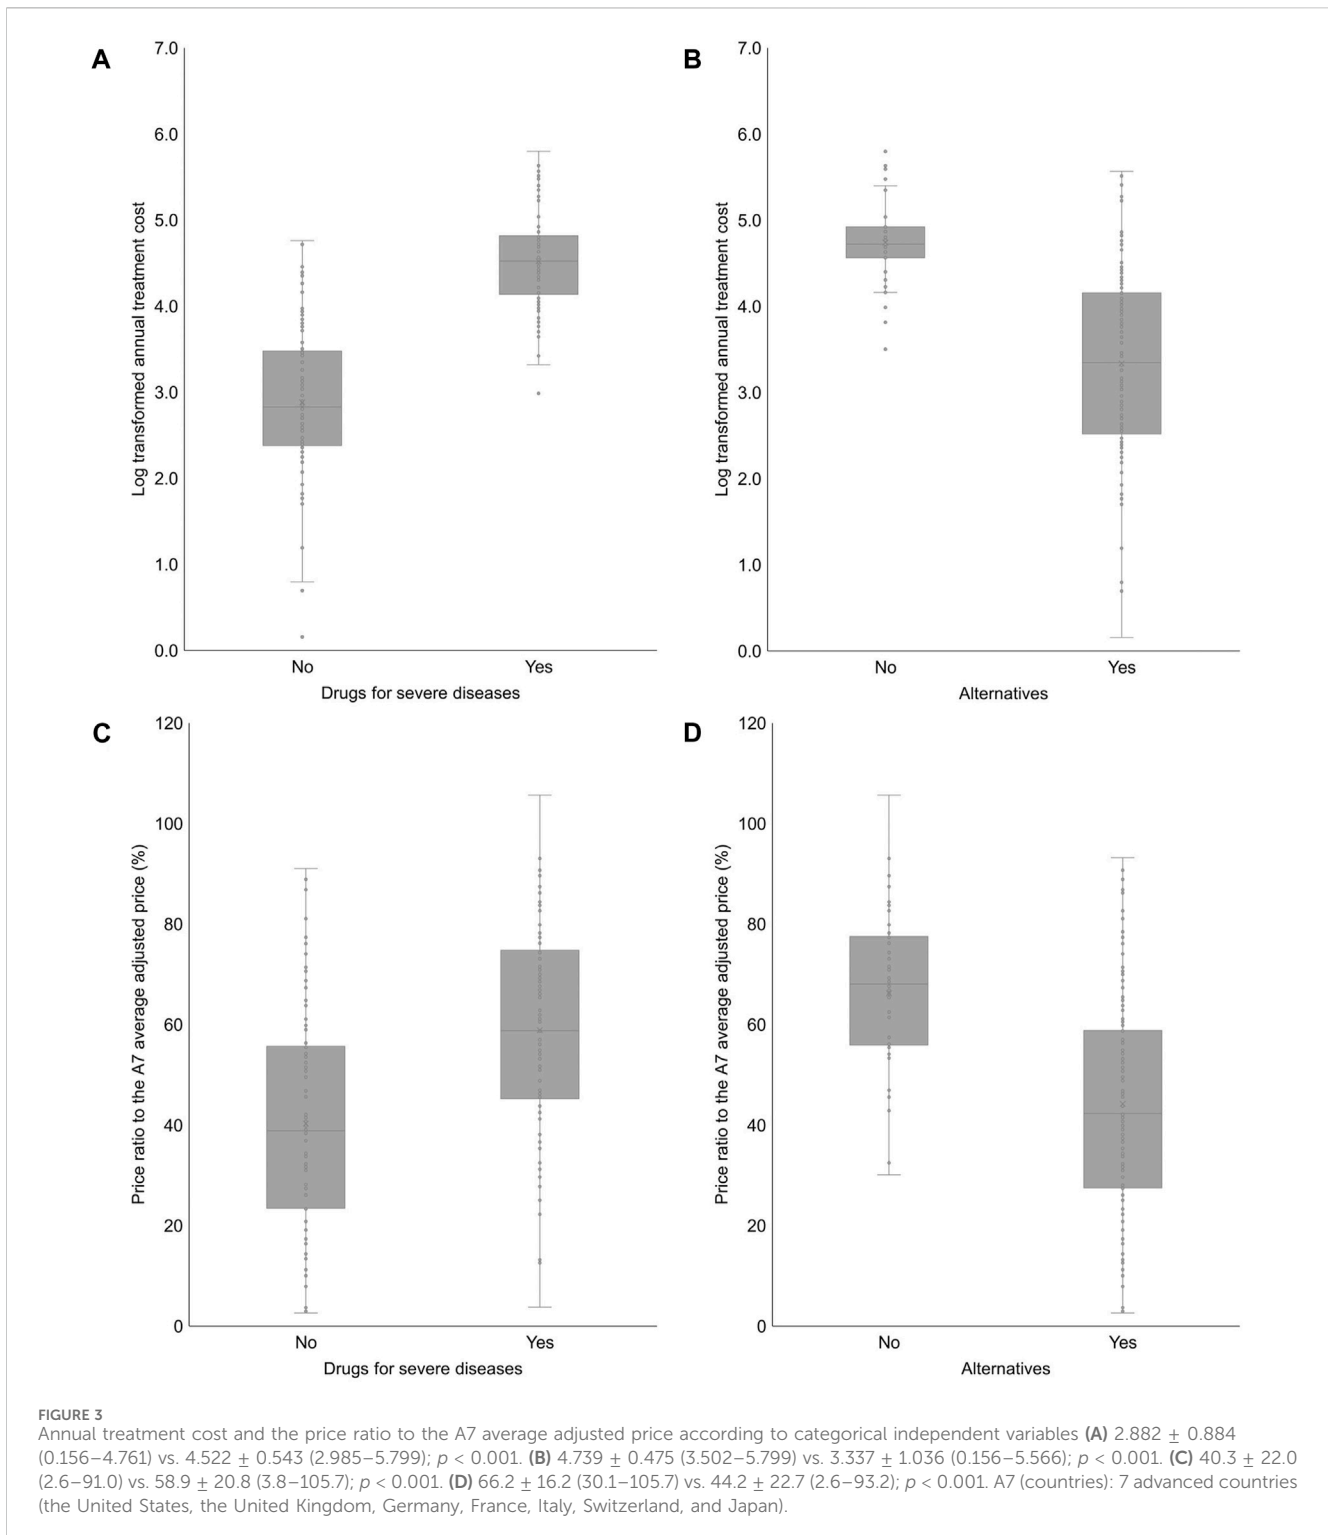 A
7.0
6.0
5.0
4.0
3.0
2.0
1.0
0.0
Log transformed annual treatment cost
No Yes
Drugs for severe diseases
B
7.0
6.0
5.0
4.0
3.0
2.0
1.0
0.0
Log transformed annual treatment cost
No Yes
Alternatives
C
120
100
80
60
40
20
0
Price ratio to the A7 average adjusted price (%)
No Yes
Drugs for severe diseases
D
120
100
80
60
40
20
0
Price ratio to the A7 average adjusted price (%)
No Yes
Alternatives
FIGURE 3
Annual treatment cost and the price ratio to the A7 average adjusted price according to categorical independent variables (A) 2.882 ± 0.884
(0.156–4.761) vs. 4.522 ± 0.543 (2.985–5.799); p < 0.001. (B) 4.739 ± 0.475 (3.502–5.799) vs. 3.337 ± 1.036 (0.156–5.566); p < 0.001. (C) 40.3 ± 22.0
(2.6–91.0) vs. 58.9 ± 20.8 (3.8–105.7); p < 0.001. (D) 66.2 ± 16.2 (30.1–105.7) vs. 44.2 ± 22.7 (2.6–93.2); p < 0.001. A7 (countries): 7 advanced countries
(the United States, the United Kingdom, Germany, France, Italy, Switzerland, and Japan).